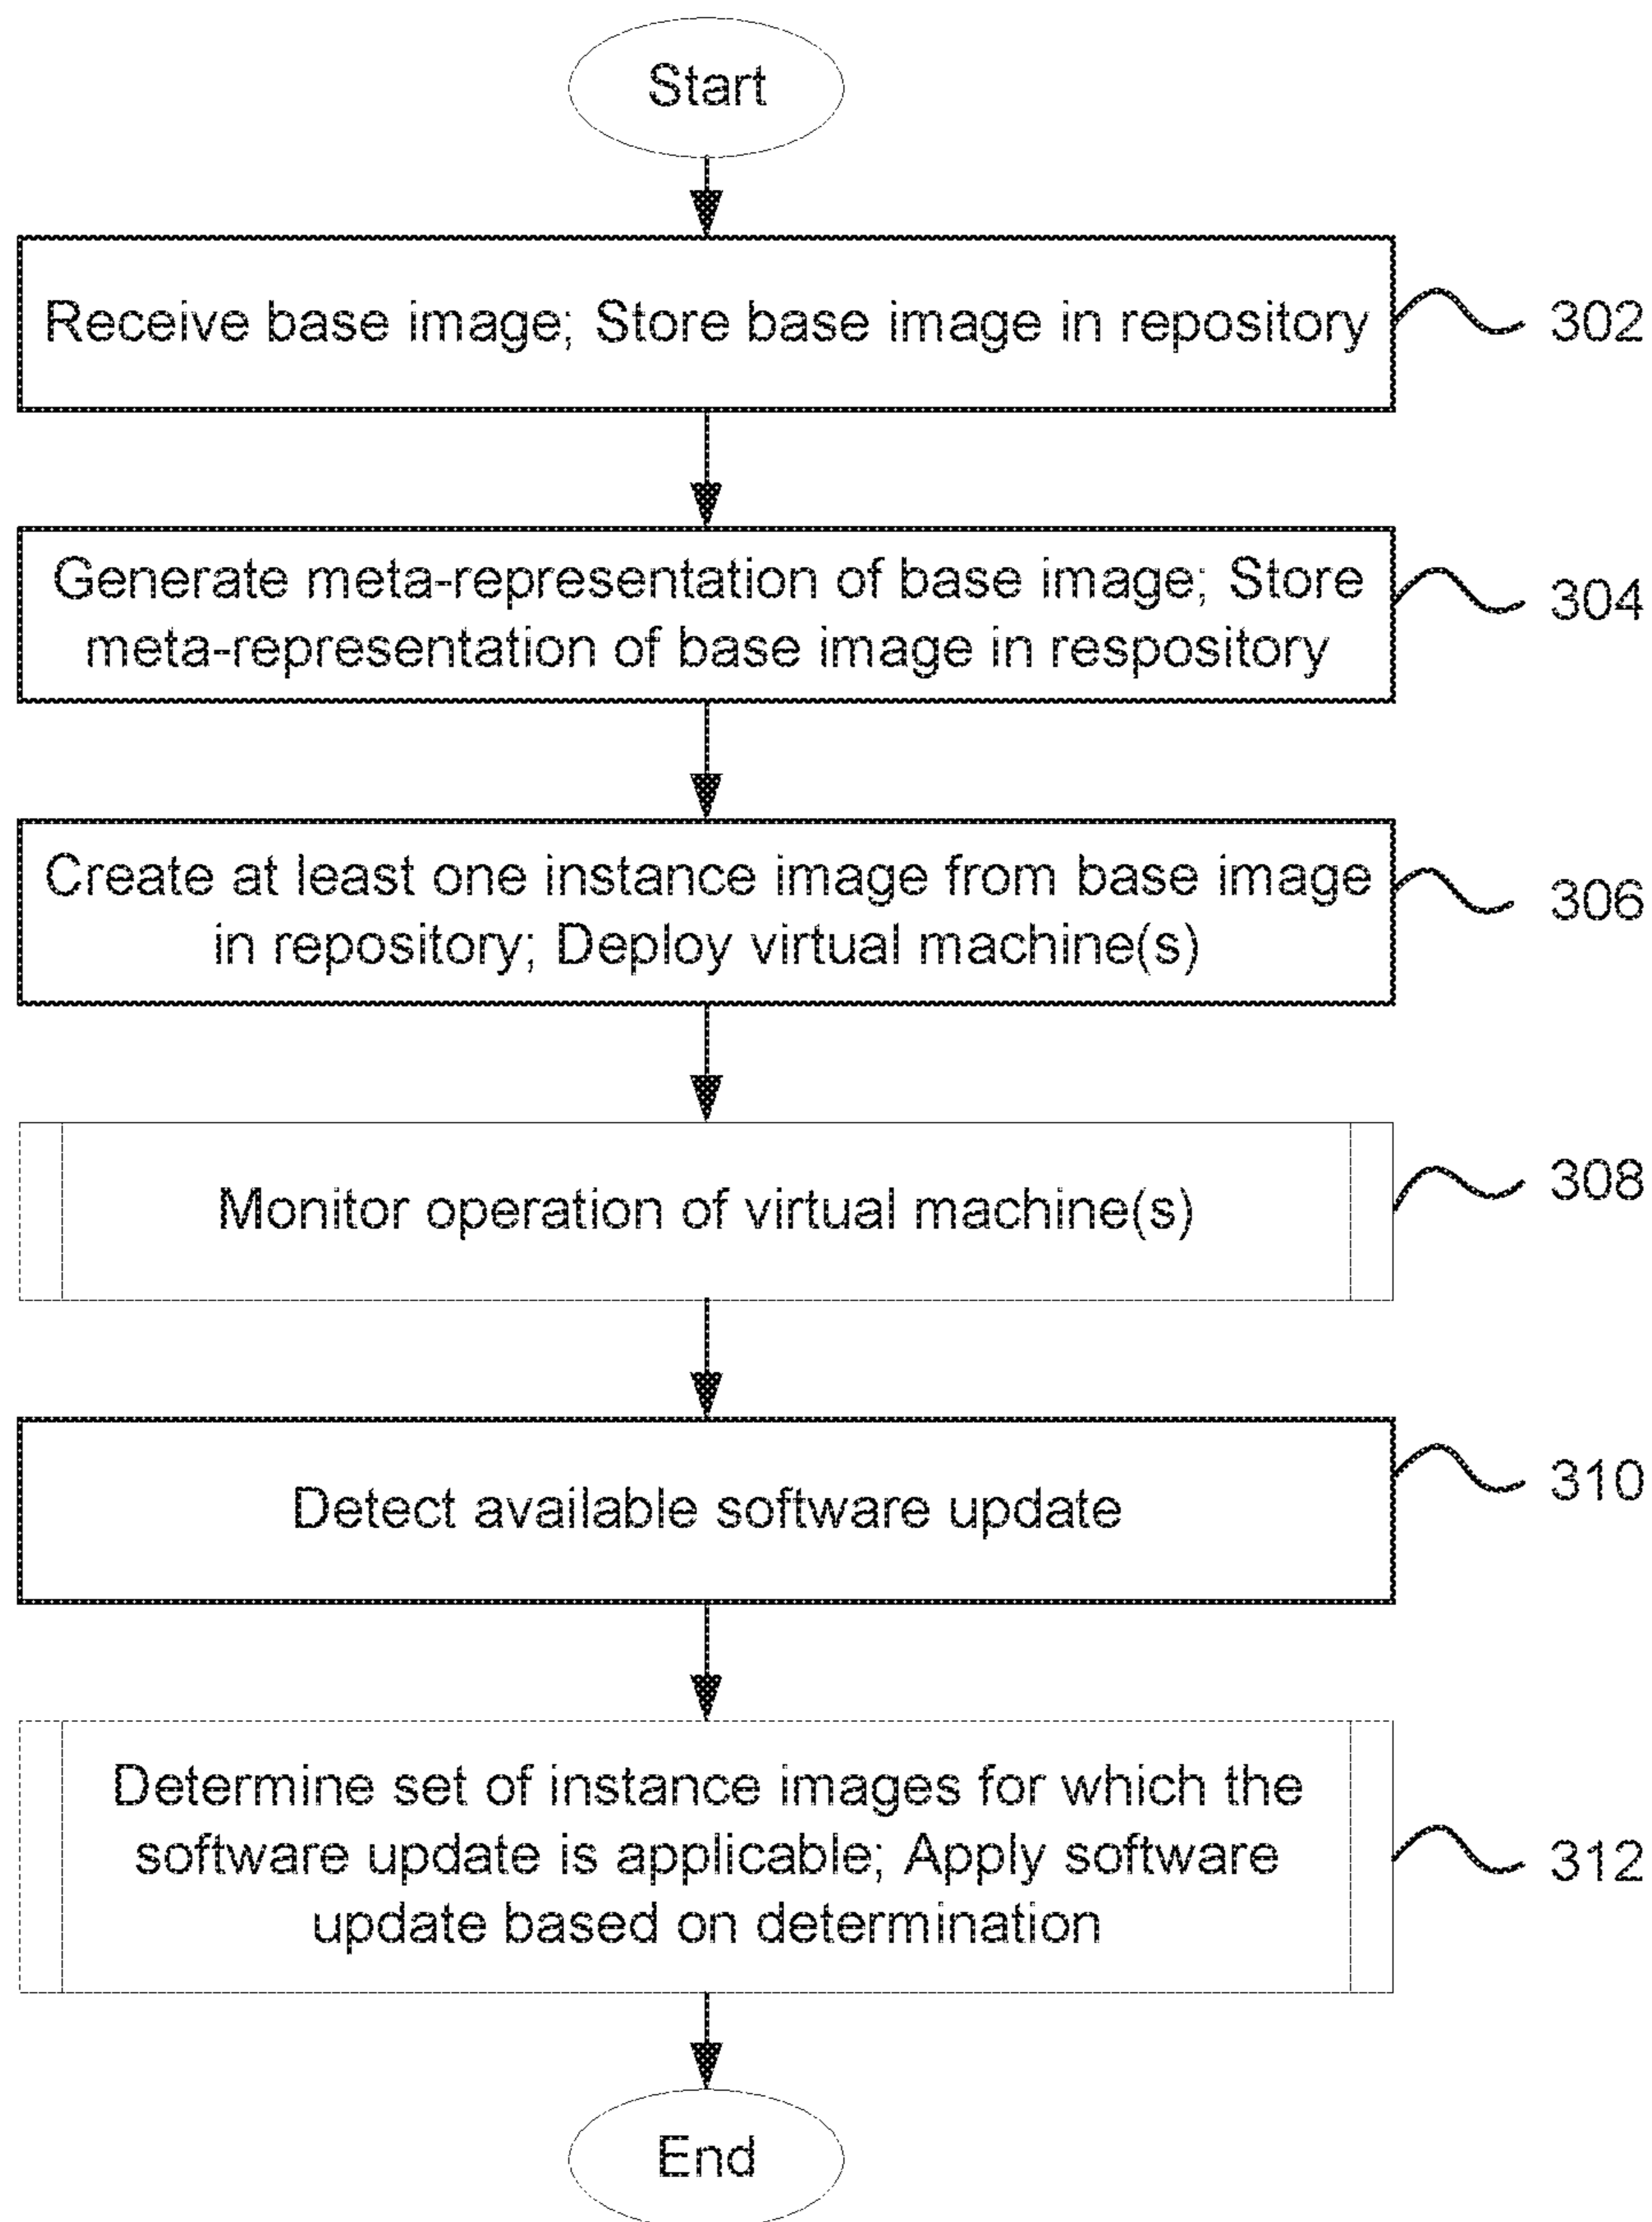 Start
Receive base image; Store base image in repository
302
Generate meta-representation of base image; Store
meta-representation of base image in respository
304
Create at least one instance image from base image
in repository; Deploy virtual machine(s)
306
Monitor operation of virtual machine(s)
308
Detect available software update
310
Determine set of instance images for which the
software update is applicable; Apply software
update based on determination
312
End